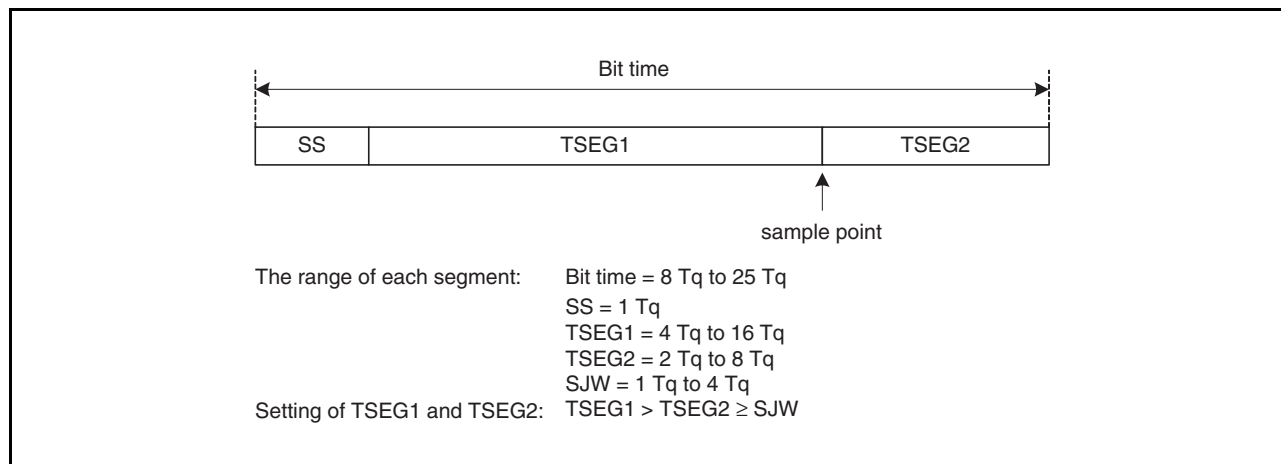 Bit time
SS TSEG1 TSEG2
sample point
The range of each segment: Bit time = 8 Tq to 25 Tq
SS = 1 Tq
TSEG1 = 4 Tq to 16 Tq
TSEG2 = 2 Tq to 8 Tq
SJW = 1 Tq to 4 Tq
Setting of TSEG1 and TSEG2: TSEG1 > TSEG2 ≥ SJW